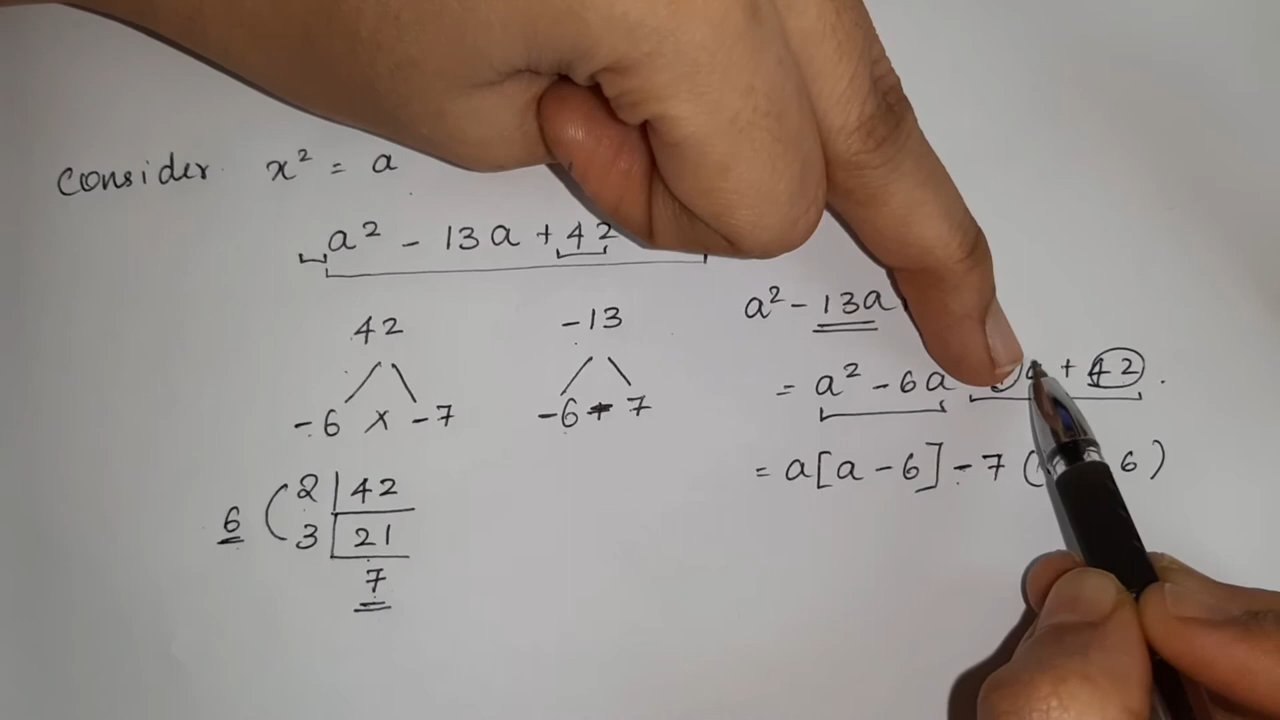 Consider x² = a
a² - 13a + 42
42
-6 × -7
-13
-6 + 7
6 ( 2 | 42
3 | 21
7
a² - 13a
= a² - 6a a + 42 .
= a[a - 6] - 7 ( 6 )